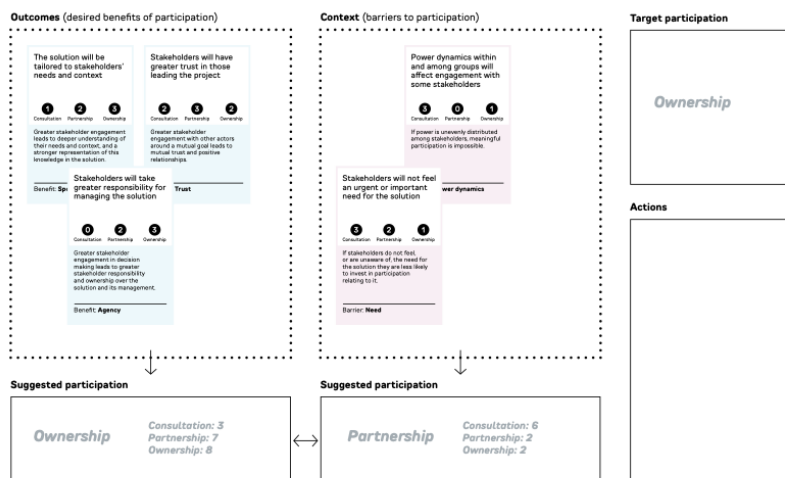 Outcomes (desired benefits of participation)
The solution will be
tailored to stakeholders'
needs and context
1 2 3
Consultation Partnership Ownership
Greater stakeholder engagement
leads to deeper understanding of
their needs and context, and a
stronger representation of this
knowledge in the solution.
Benefit:
Stakeholders will have
greater trust in those
leading the project
2 3 2
Consultation Partnership Ownership
Greater stakeholder
engagement with other actors
around a mutual goal leads to
mutual trust and positive
relationships.
Trust
Stakeholders will take
greater responsibility for
managing the solution
0 2 3
Consultation Partnership Ownership
Greater stakeholder
engagement in decision
making leads to greater
stakeholder responsibility
and ownership over the
solution and its management.
Benefit: Agency
Suggested participation
Ownership
Consultation: 3
Partnership: 7
Ownership: 8
Context (barriers to participation)
Power dynamics within
and among groups will
affect engagement with
some stakeholders
3 0 1
Consultation Partnership Ownership
If power is unevenly distributed
among stakeholders, meaningful
participation is impossible.
wer dynamics
Stakeholders will not feel
an urgent or important
need for the solution
3 2 1
Consultation Partnership Ownership
If stakeholders do not feel,
or are unaware of, the need for
the solution they are less likely
to invest in participation
relating to it.
Barrier: Need
Suggested participation
Partnership
Consultation: 6
Partnership: 2
Ownership: 2
Target participation
Ownership
Actions